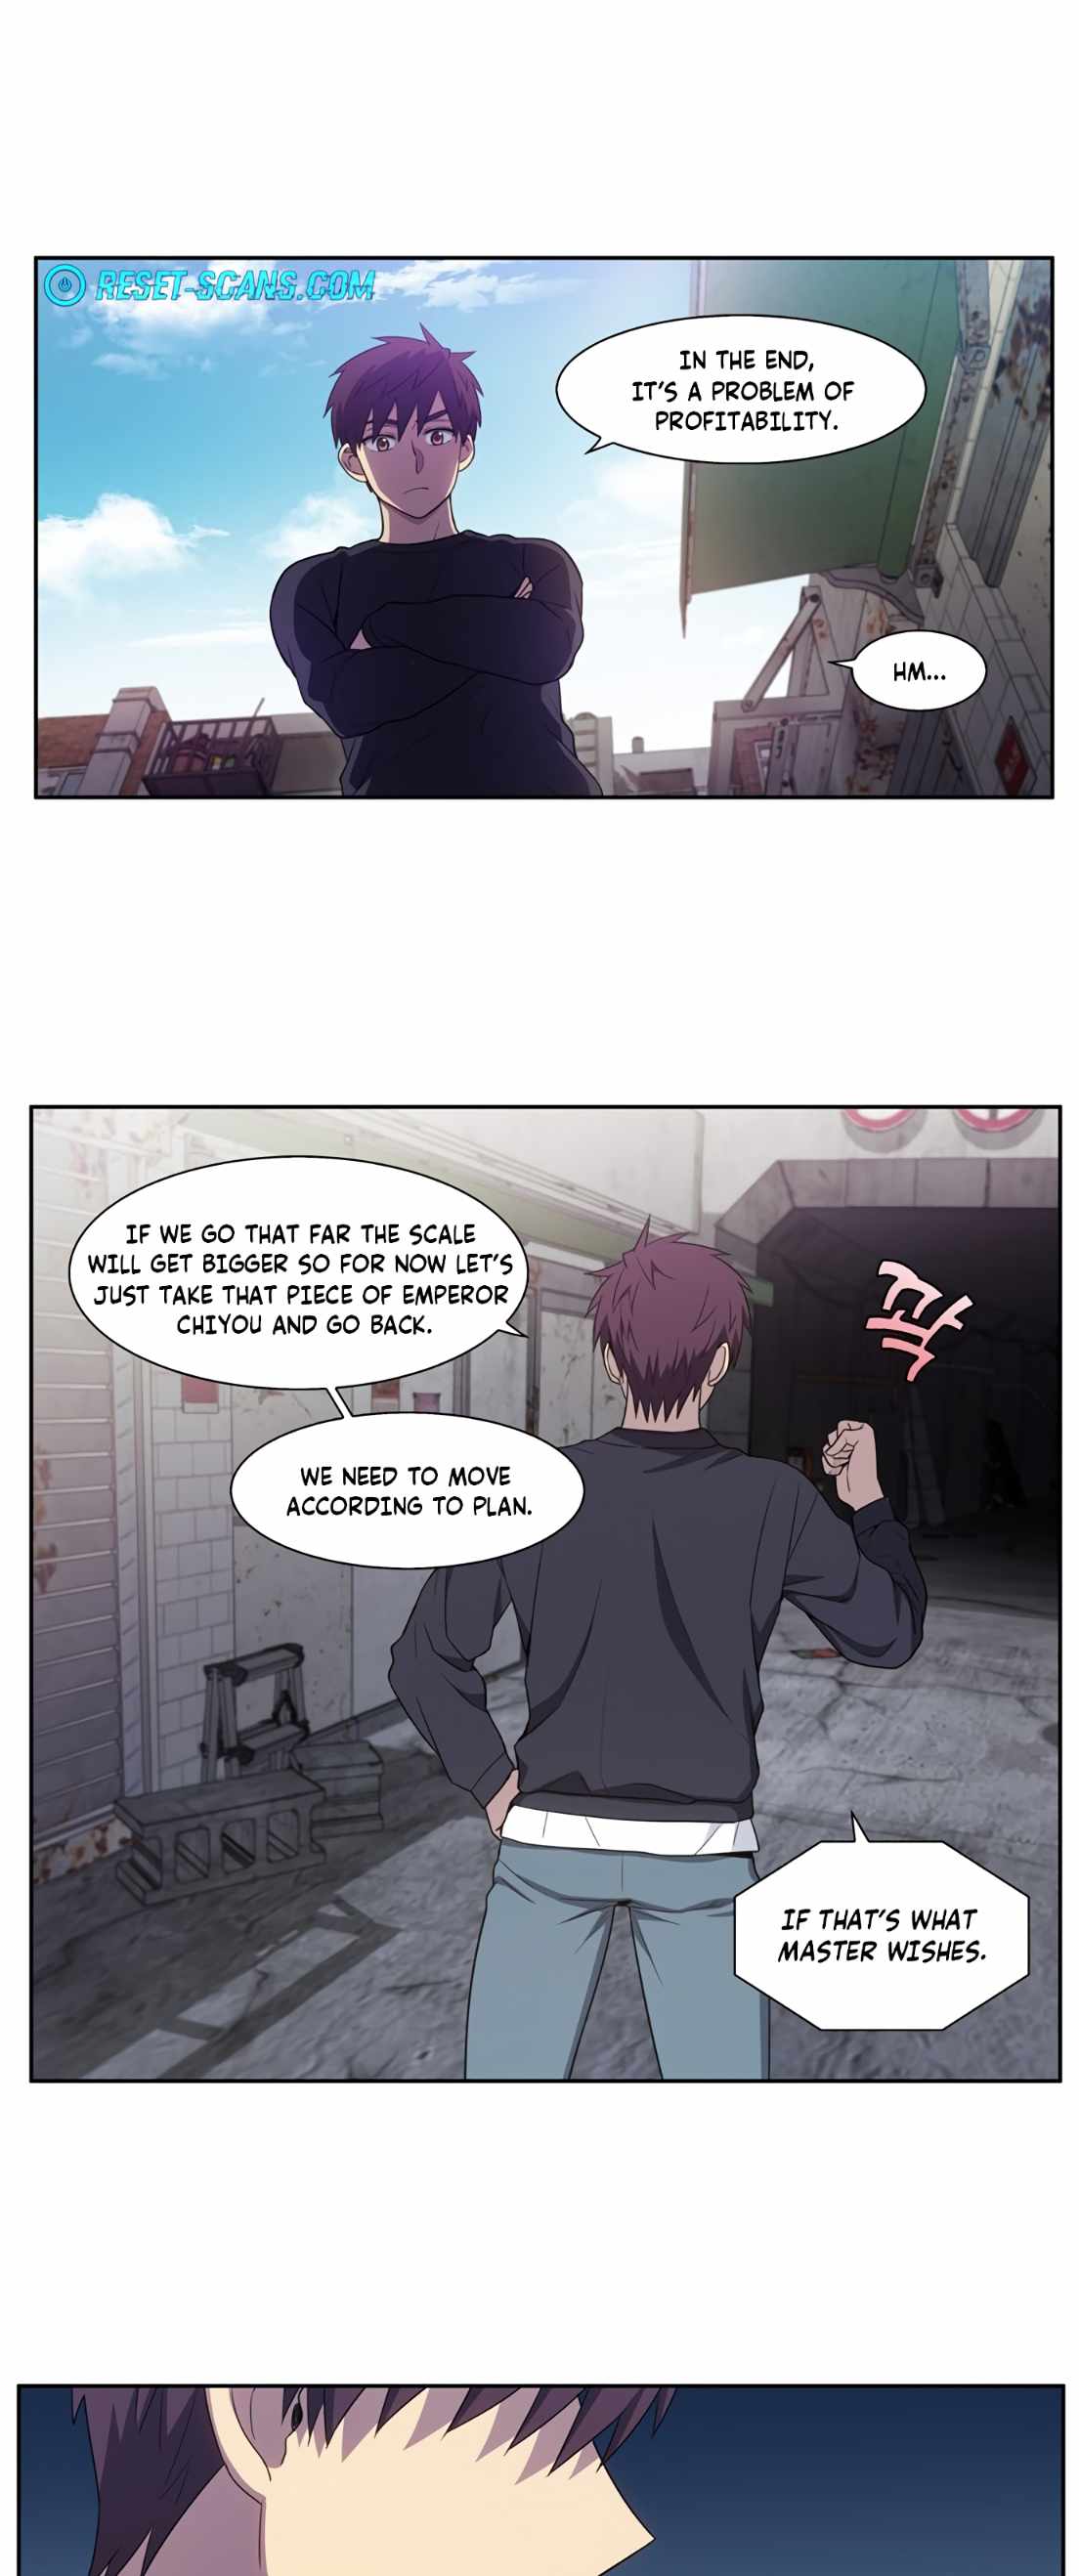 RESET-SCANS.COM
IN THE END,
IT'S A PROBLEM OF
PROFITABILITY.
HM...
IF WE GO THAT FAR THE SCALE
WILL GET BIGGER SO FOR NOW LET'S
JUST TAKE THAT PIECE OF EMPEROR
CHIYOU AND GO BACK.
콱
WE NEED TO MOVE
ACCORDING TO PLAN.
IF THAT'S WHAT
MASTER WISHES.